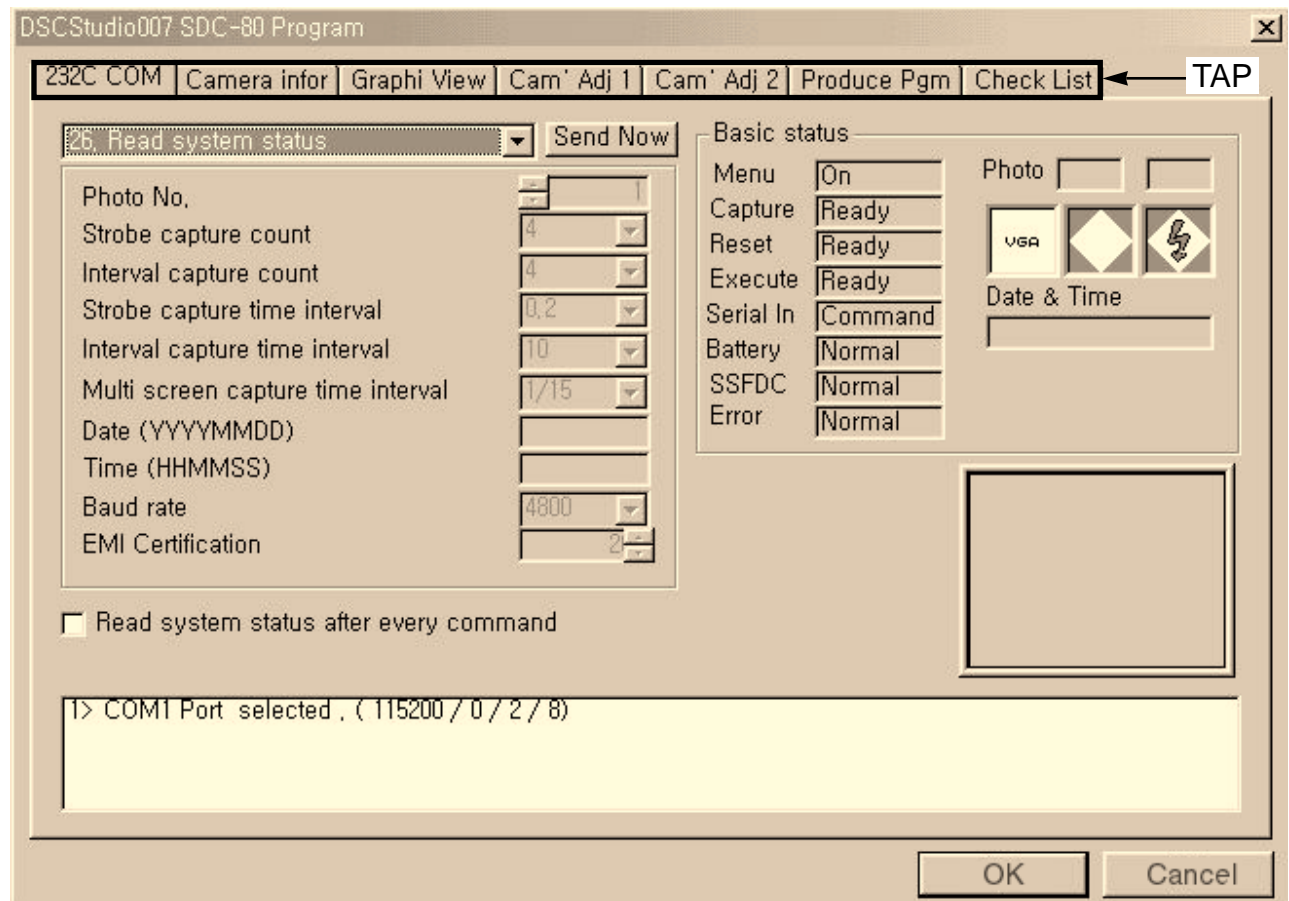 DSCStudio007 SDC-80 Program
232C COM Camera infor Graphi View Cam' Adj 1 Cam' Adj 2 Produce Pgm Check List TAP
26, Read system status Send Now
Photo No, 1
Strobe capture count 4
Interval capture count 4
Strobe capture time interval 0,2
Interval capture time interval 10
Multi screen capture time interval 1/15
Date (YYYYMMDD)
Time (HHMMSS)
Baud rate 4800
EMI Certification 2
Read system status after every command
Basic status
Menu On
Capture Ready
Reset Ready
Execute Ready
Serial In Command
Battery Normal
SSFDC Normal
Error Normal
Photo
VGA
Date & Time
1> COM1 Port selected , ( 115200 / 0 / 2 / 8)
OK Cancel